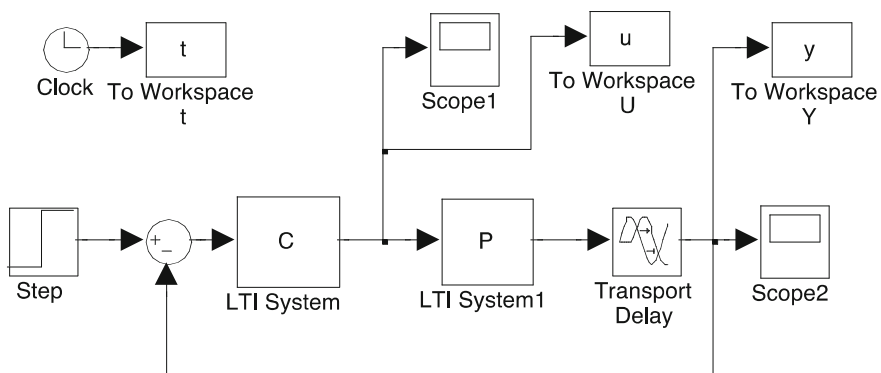 t
u
y
Clock
To Workspace
t
Scope1
To Workspace
U
To Workspace
Y
+
−
C
P
Step
LTI System
LTI System1
Transport
Delay
Scope2